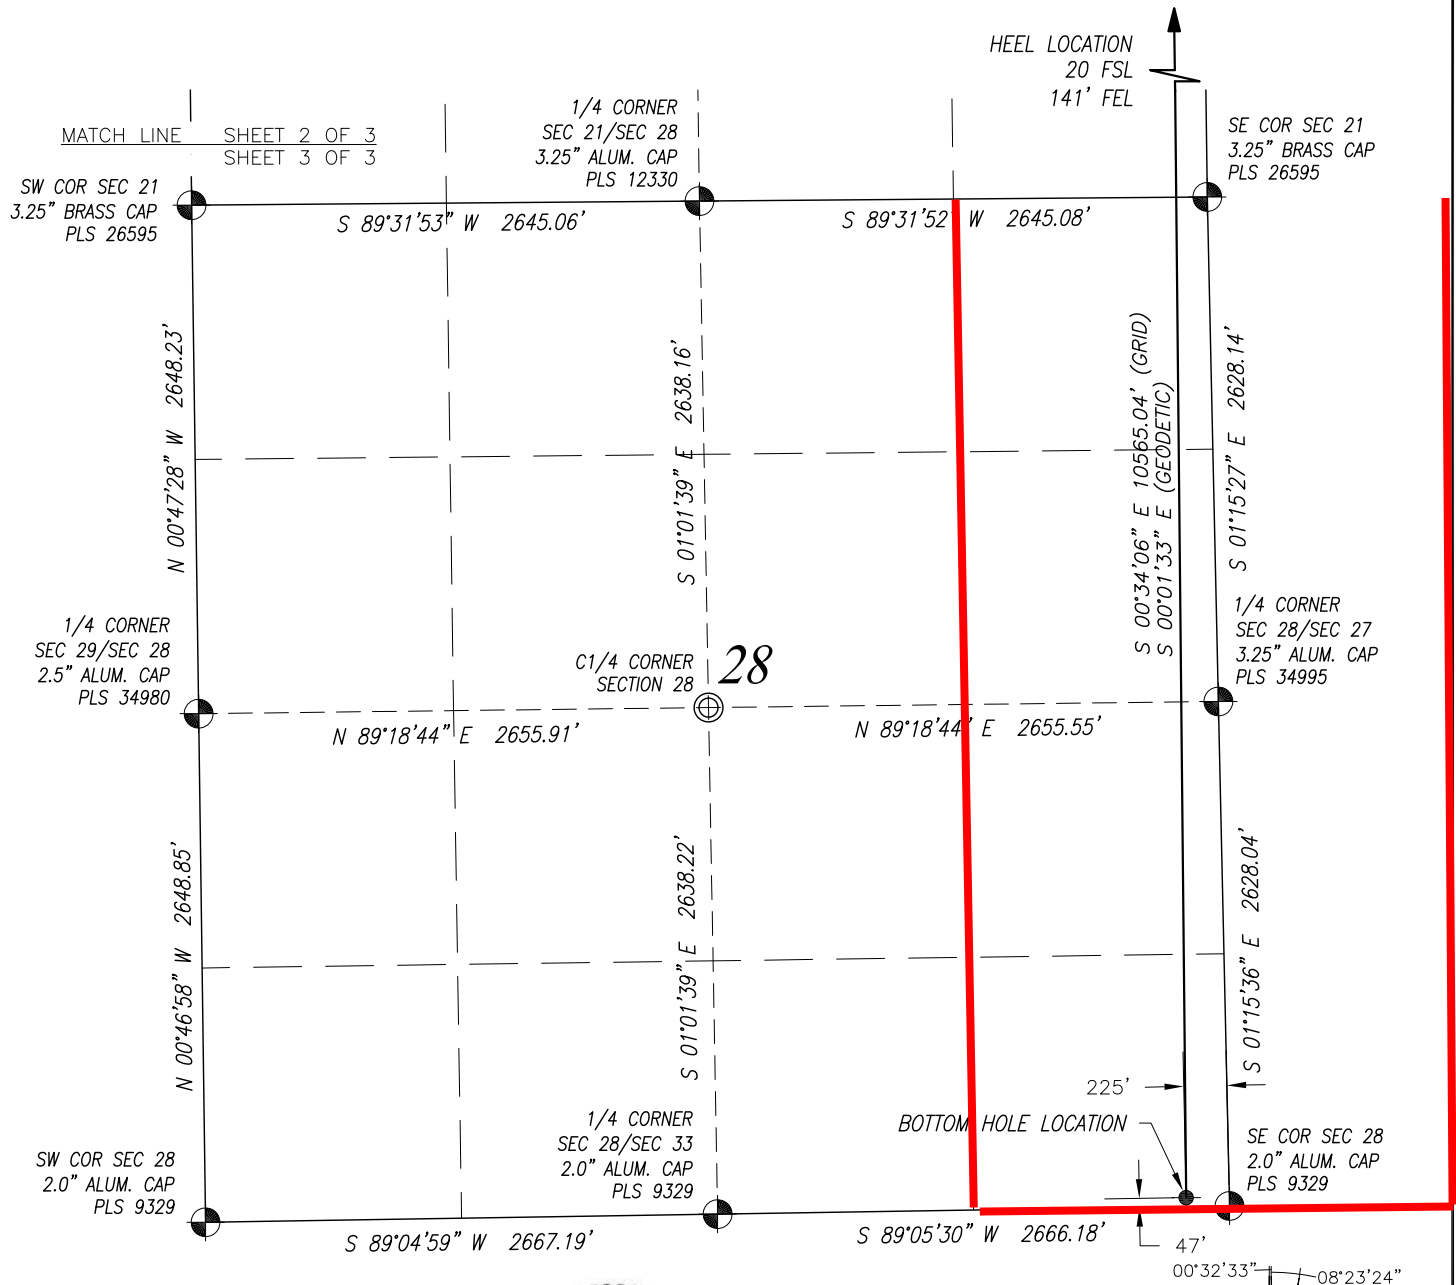 HEEL LOCATION
20 FSL
141' FEL
MATCH LINE SHEET 2 OF 3
SHEET 3 OF 3
1/4 CORNER
SEC 21/SEC 28
3.25" ALUM. CAP
PLS 12330
SE COR SEC 21
3.25" BRASS CAP
PLS 26595
SW COR SEC 21
3.25" BRASS CAP
PLS 26595
S 89°31'53" W 2645.06'
S 89°31'52" W 2645.08'
N 00°47'28" W 2648.23'
S 01°01'39" E 2638.16'
S 00°34'06" E 10565.04' (GRID)
S 00°01'33" E (GEODETIC)
S 01°15'27" E 2628.14'
1/4 CORNER
SEC 29/SEC 28
2.5" ALUM. CAP
PLS 34980
C1/4 CORNER
SECTION 28
28
1/4 CORNER
SEC 28/SEC 27
3.25" ALUM. CAP
PLS 34995
N 89°18'44" E 2655.91'
N 89°18'44" E 2655.55'
N 00°46'58" W 2648.85'
S 01°01'39" E 2638.22'
S 01°15'36" E 2628.04'
225'
BOTTOM HOLE LOCATION
SW COR SEC 28
2.0" ALUM. CAP
PLS 9329
1/4 CORNER
SEC 28/SEC 33
2.0" ALUM. CAP
PLS 9329
SE COR SEC 28
2.0" ALUM. CAP
PLS 9329
S 89°04'59" W 2667.19'
S 89°05'30" W 2666.18'
47'
00°32'33"
08°23'24"